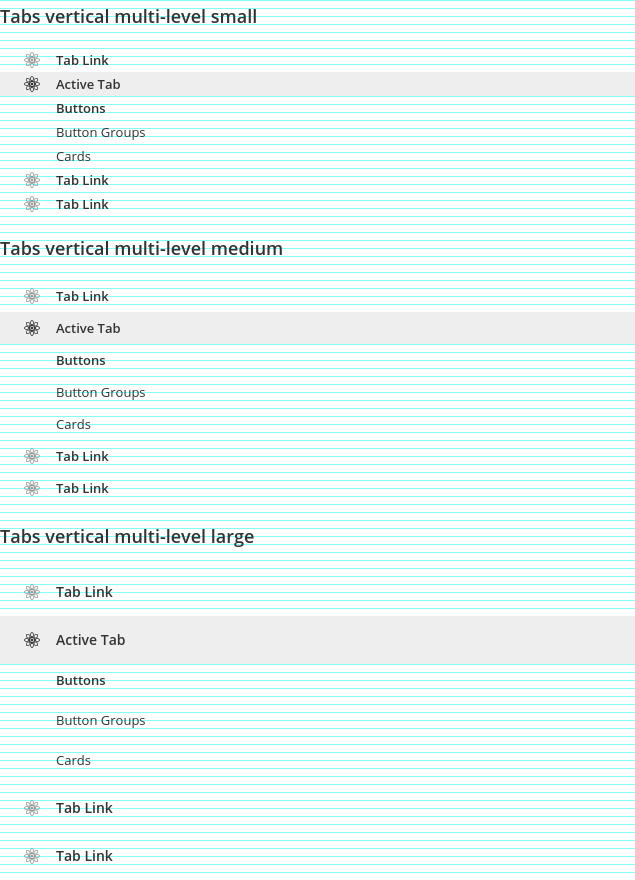 Tabs vertical multi-level small
Tab Link
Active Tab
Buttons
Button Groups
Cards
Tab Link
Tab Link
Tabs vertical multi-level medium
Tab Link
Active Tab
Buttons
Button Groups
Cards
Tab Link
Tab Link
Tabs vertical multi-level large
Tab Link
Active Tab
Buttons
Button Groups
Cards
Tab Link
Tab Link